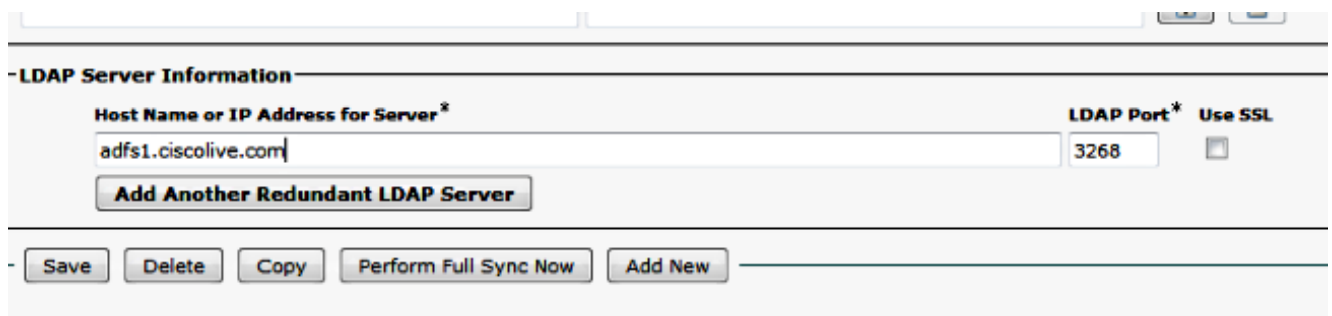 LDAP Server Information
Host Name or IP Address for Server* LDAP Port* Use SSL
adfs1.ciscolive.com 3268
Add Another Redundant LDAP Server
Save Delete Copy Perform Full Sync Now Add New